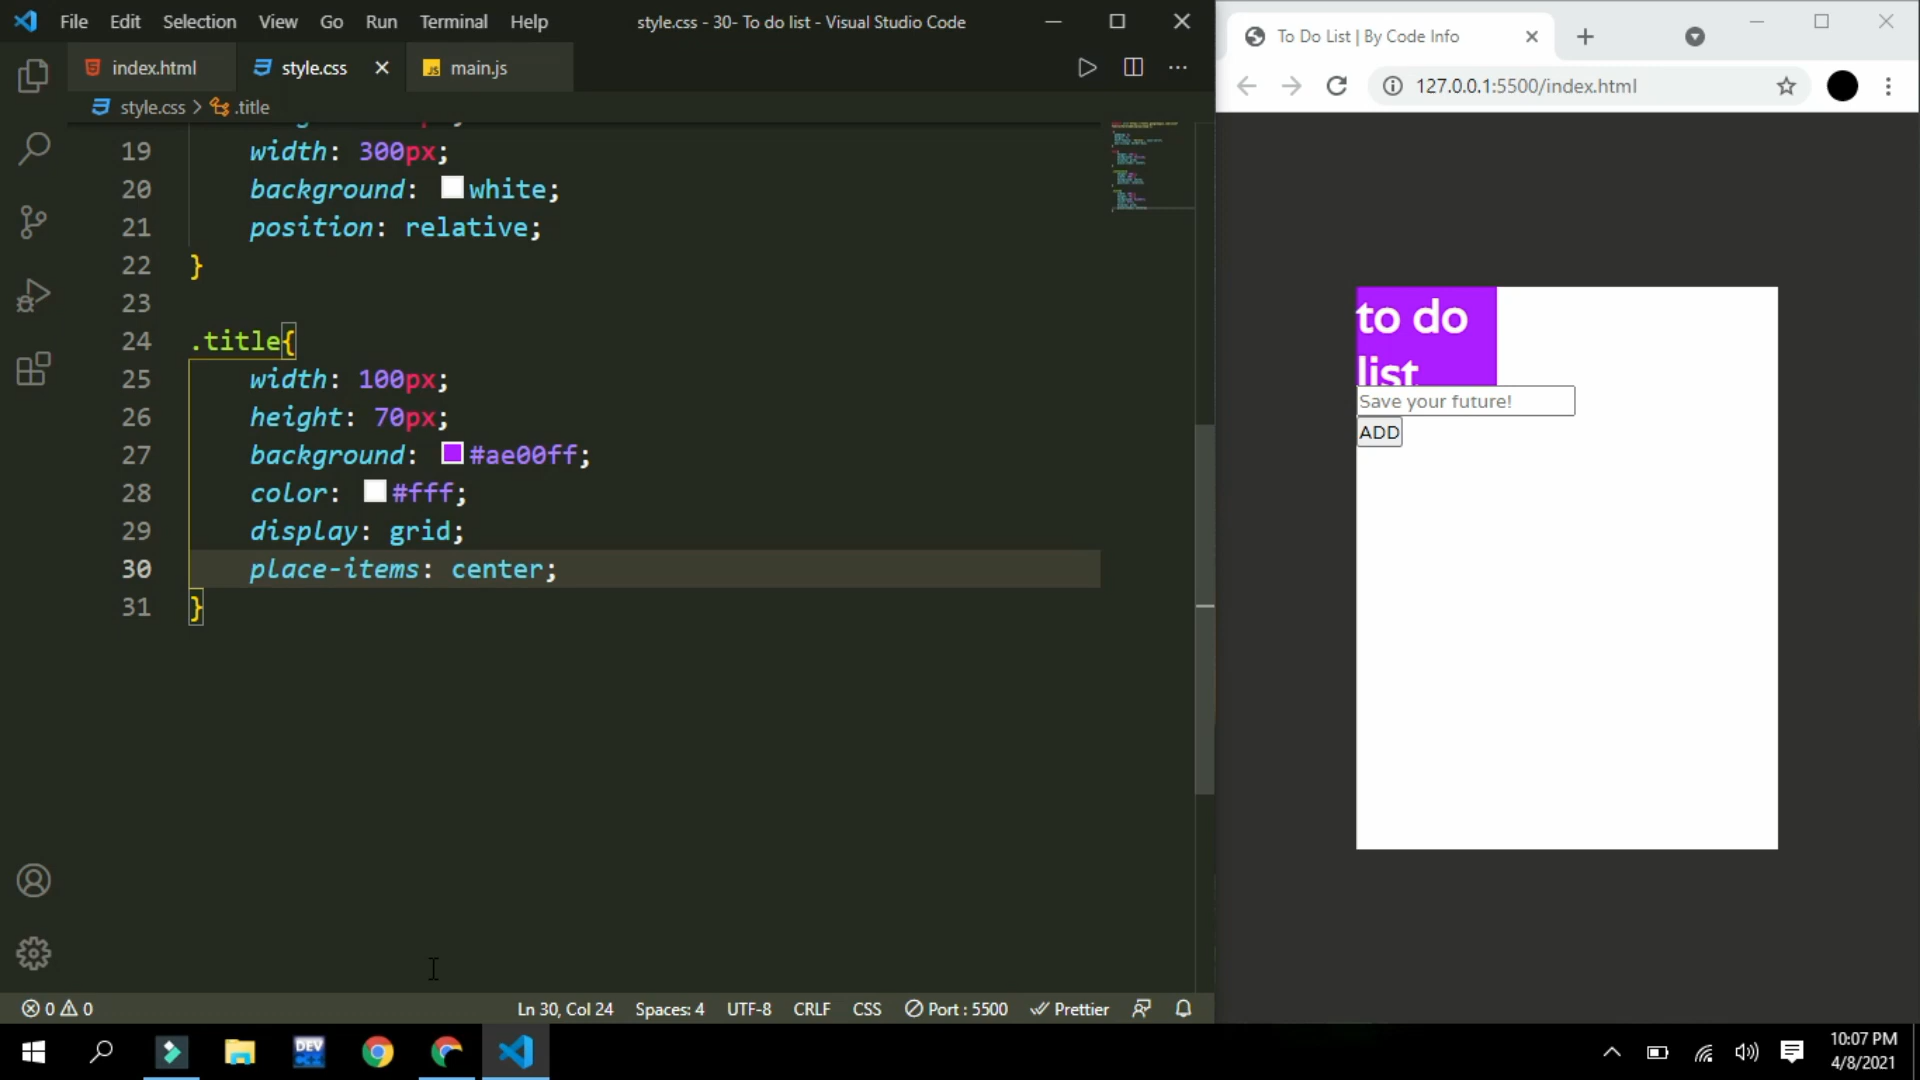 File Edit Selection View Go Run Terminal Help style.css - 30- To do list - Visual Studio Code
index.html style.css JS main.js
style.css > .title
19 width: 300px;
20 background: white;
21 position: relative;
22 }
23
24 .title{
25 width: 100px;
26 height: 70px;
27 background: #ae00ff;
28 color: #fff;
29 display: grid;
30 place-items: center;
31 }
0 0 Ln 30, Col 24 Spaces: 4 UTF-8 CRLF CSS Port : 5500 Prettier
To Do List | By Code Info
127.0.0.1:5500/index.html
to do
list
Save your future!
ADD
DEV
C++
10:07 PM
4/8/2021